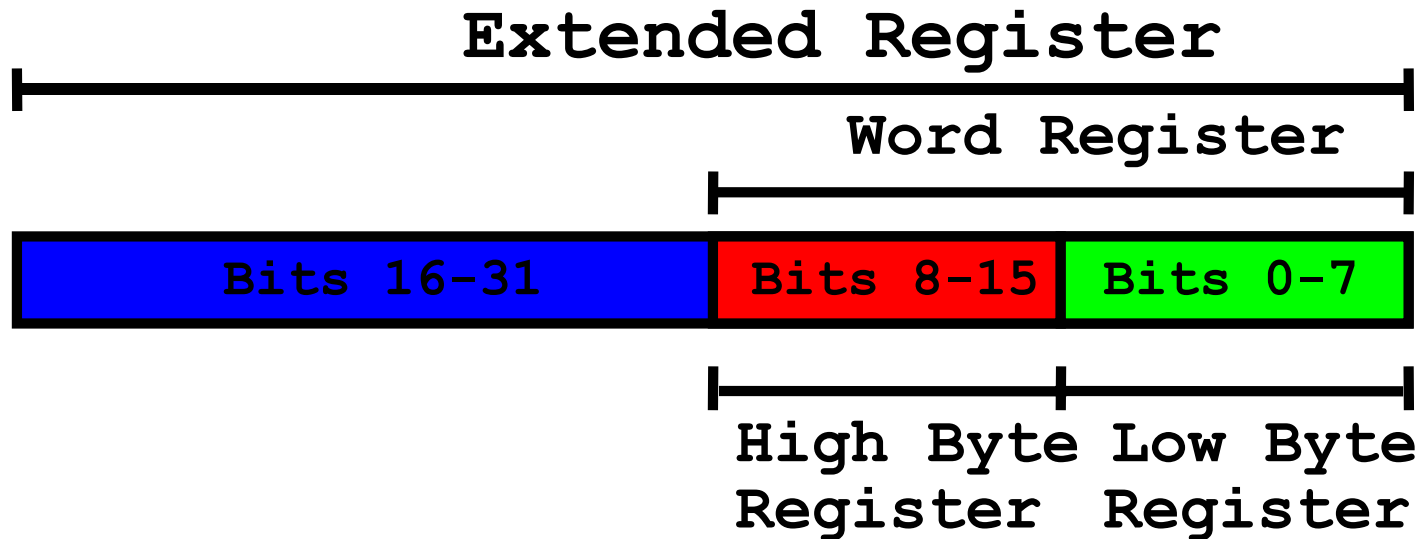 Extended Register
Word Register
Bits 16-31 Bits 8-15 Bits 0-7
High Byte Low Byte
Register Register